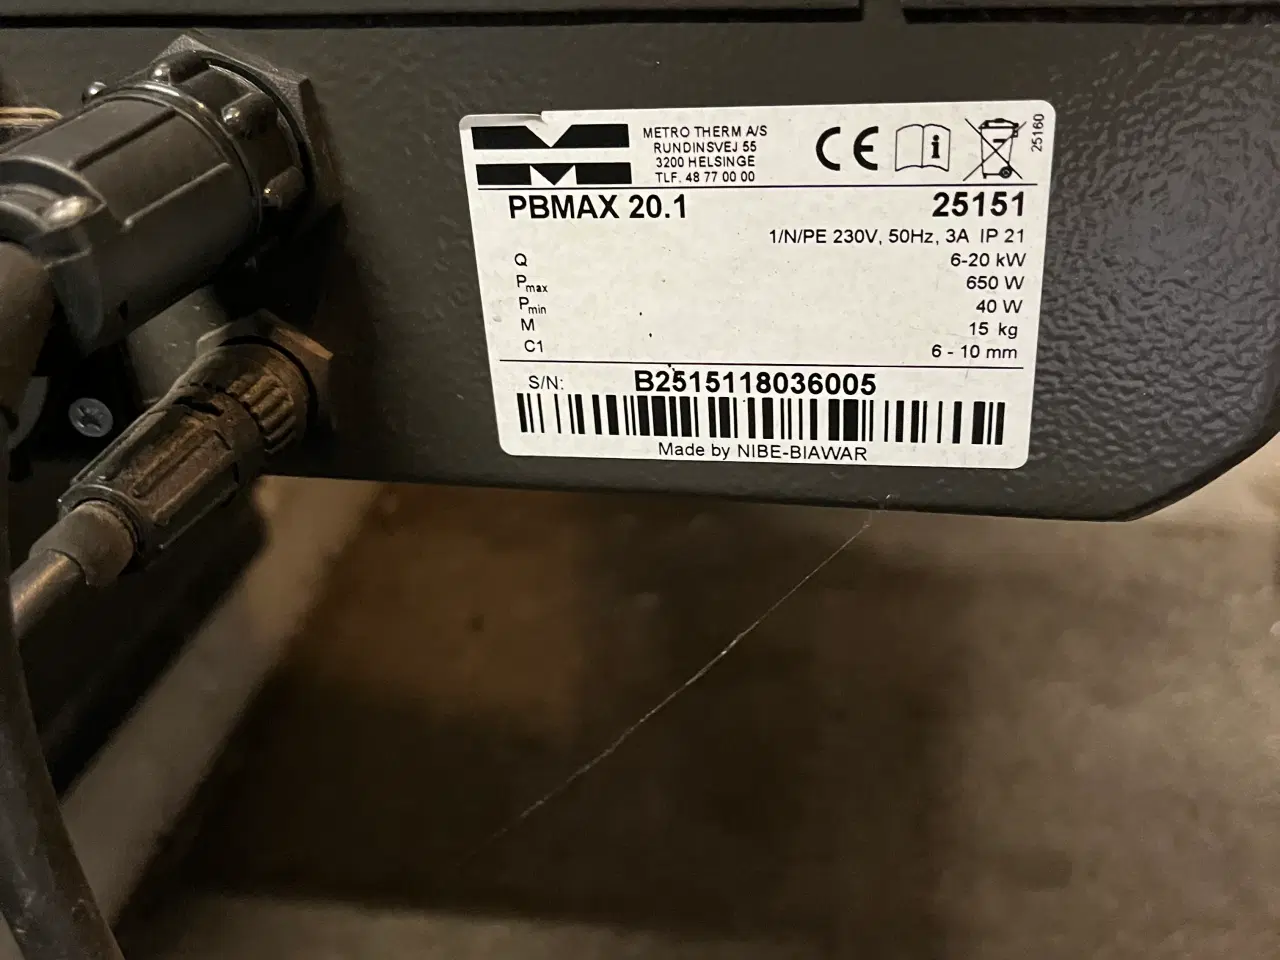 METRO THERM A/S
RUNDINSVEJ 55
3200 HELSINGE
TLF. 48 77 00 00
CE
i
25160
PBMAX 20.1 25151
1/N/PE 230V, 50Hz, 3A IP 21
Q 6-20 kW
Pmax 650 W
Pmin 40 W
M 15 kg
C1 6 - 10 mm
S/N: B2515118036005
Made by NIBE-BIAWAR